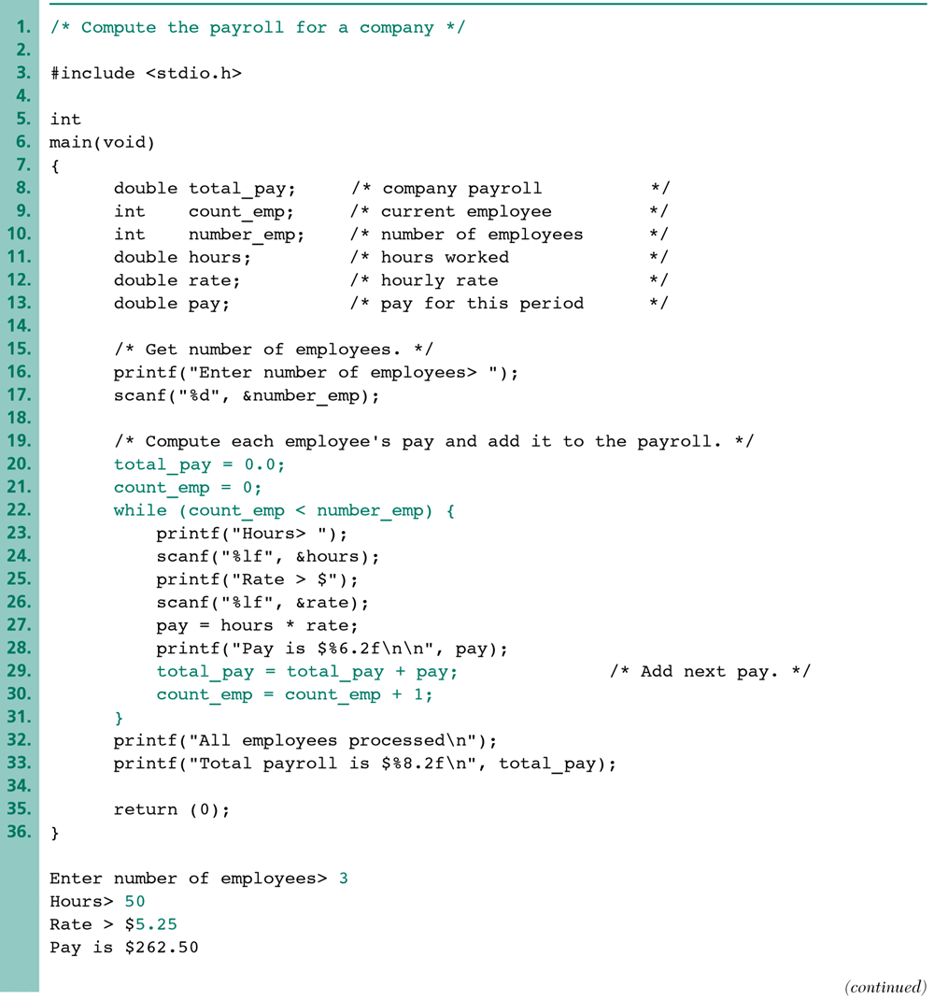 1. /* Compute the payroll for a company */
2.
3. #include <stdio.h>
4.
5. int
6. main(void)
7. {
8. double total_pay; /* company payroll */
9. int count_emp; /* current employee */
10. int number_emp; /* number of employees */
11. double hours; /* hours worked */
12. double rate; /* hourly rate */
13. double pay; /* pay for this period */
14.
15. /* Get number of employees. */
16. printf("Enter number of employees> ");
17. scanf("%d", &number_emp);
18.
19. /* Compute each employee's pay and add it to the payroll. */
20. total_pay = 0.0;
21. count_emp = 0;
22. while (count_emp < number_emp) {
23. printf("Hours> ");
24. scanf("%lf", &hours);
25. printf("Rate > $");
26. scanf("%lf", &rate);
27. pay = hours * rate;
28. printf("Pay is $%6.2f\n\n", pay);
29. total_pay = total_pay + pay; /* Add next pay. */
30. count_emp = count_emp + 1;
31. }
32. printf("All employees processed\n");
33. printf("Total payroll is $%8.2f\n", total_pay);
34.
35. return (0);
36. }
Enter number of employees> 3
Hours> 50
Rate > $5.25
Pay is $262.50
(continued)